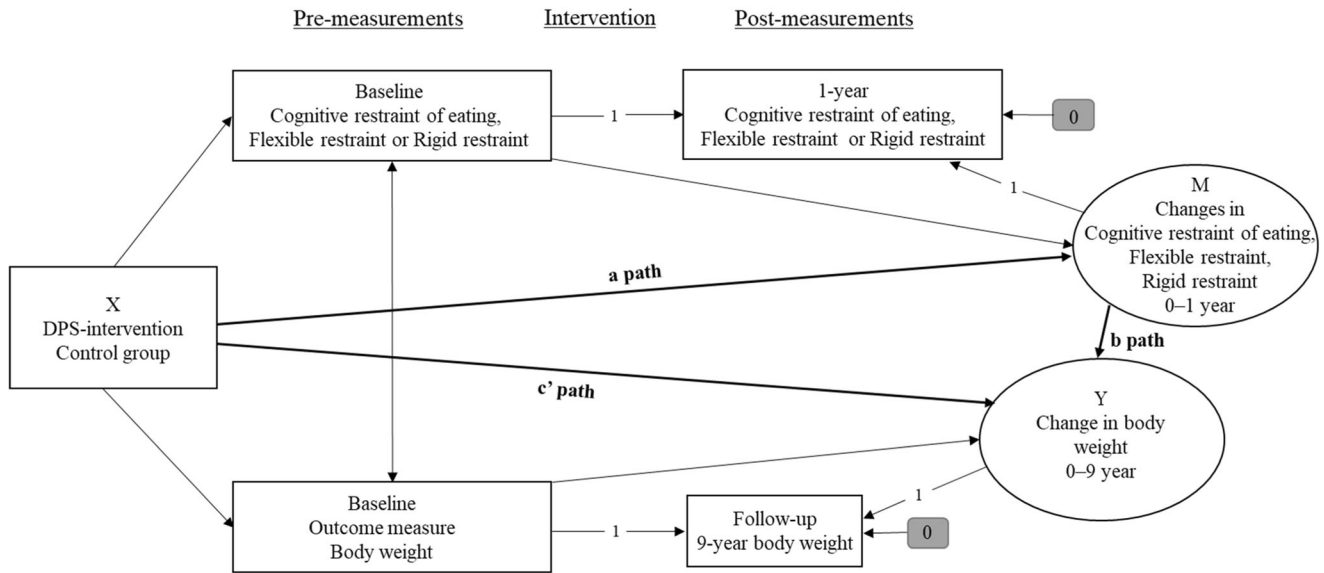 Pre-measurements
Intervention
Post-measurements
Baseline
Cognitive restraint of eating,
Flexible restraint or Rigid restraint
1
1-year
Cognitive restraint of eating,
Flexible restraint or Rigid restraint
0
1
M
Changes in
Cognitive restraint of eating,
Flexible restraint,
Rigid restraint
0–1 year
a path
X
DPS-intervention
Control group
b path
c’ path
Y
Change in body
weight
0–9 year
Baseline
Outcome measure
Body weight
1
Follow-up
9-year body weight
1
0